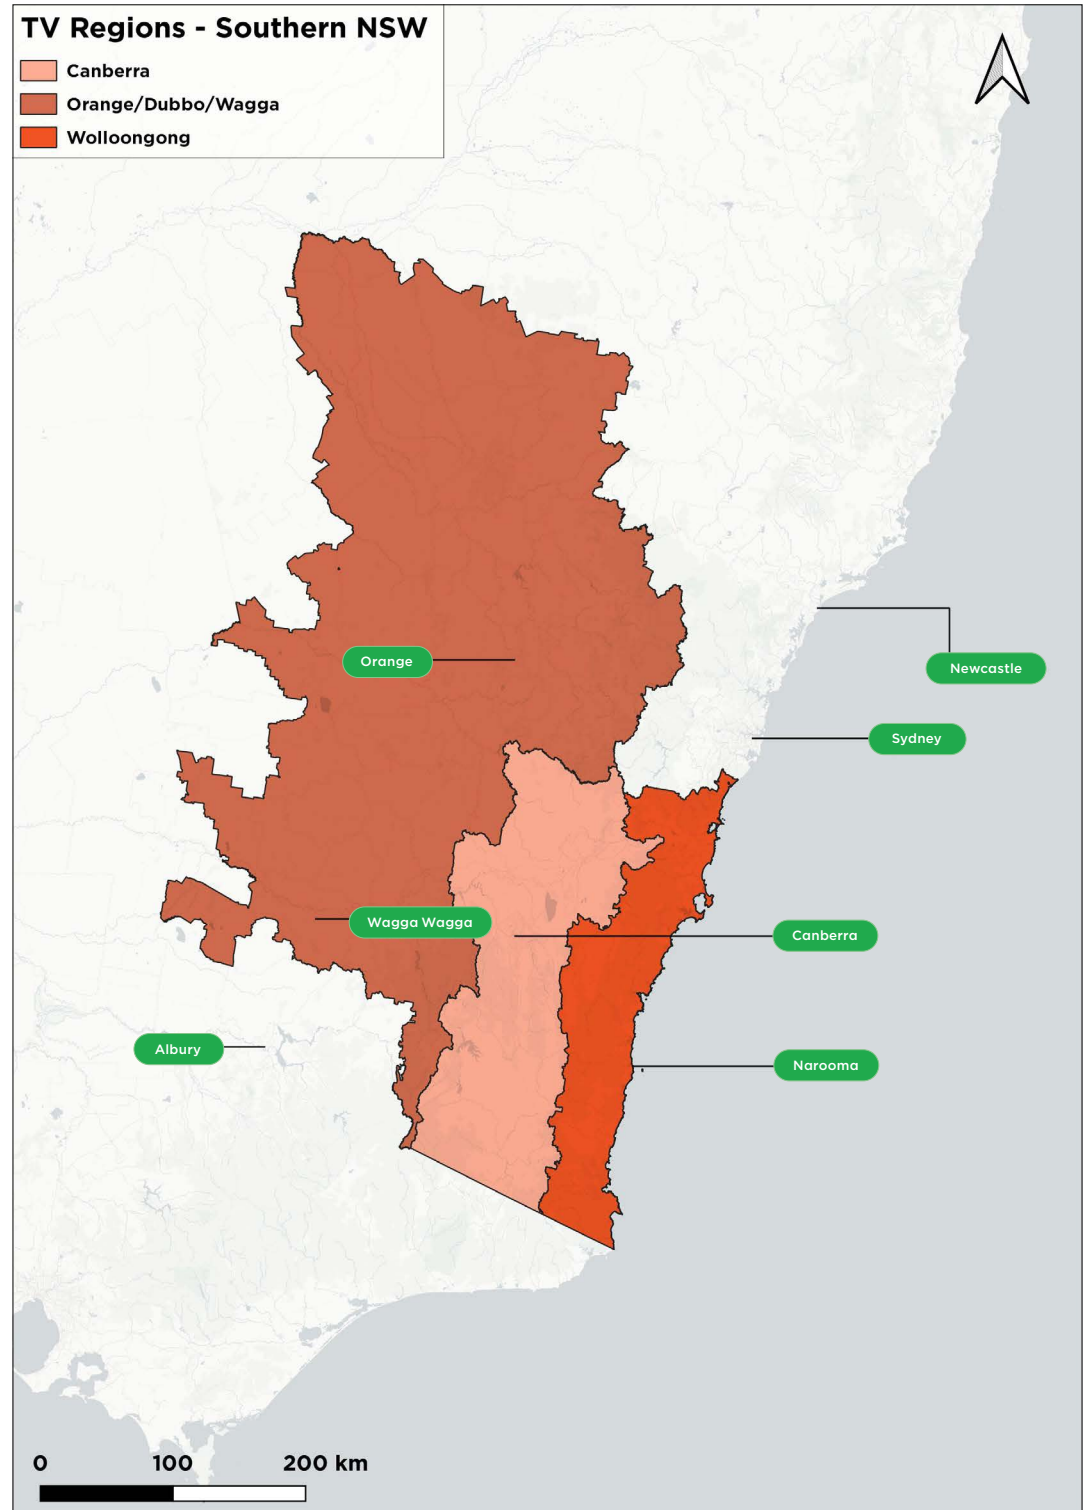 TV Regions - Southern NSW
Canberra
Orange/Dubbo/Wagga
Wolloongong
Orange
Newcastle
Sydney
Wagga Wagga
Canberra
Albury
Narooma
0 100 200 km